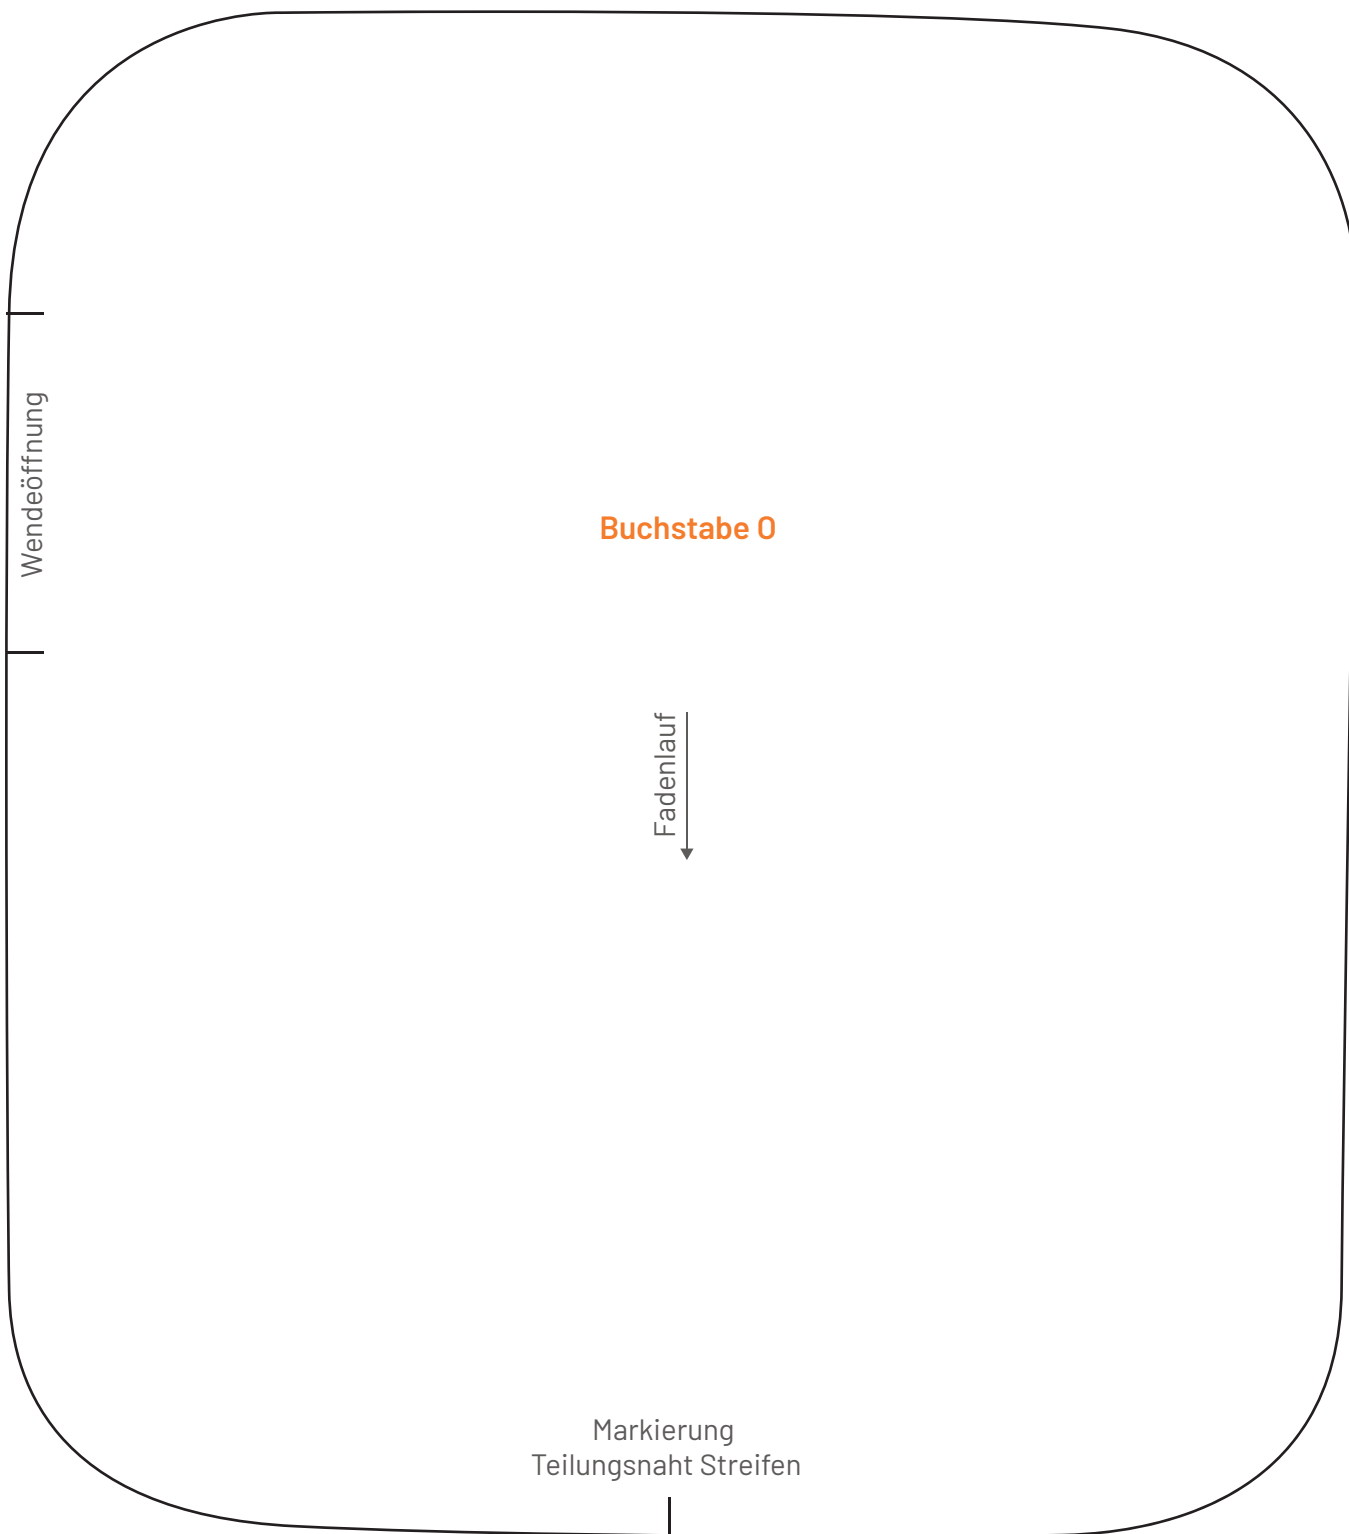 Wendeöffnung
Buchstabe O
Fadenlauf
Markierung
Teilungsnaht Streifen